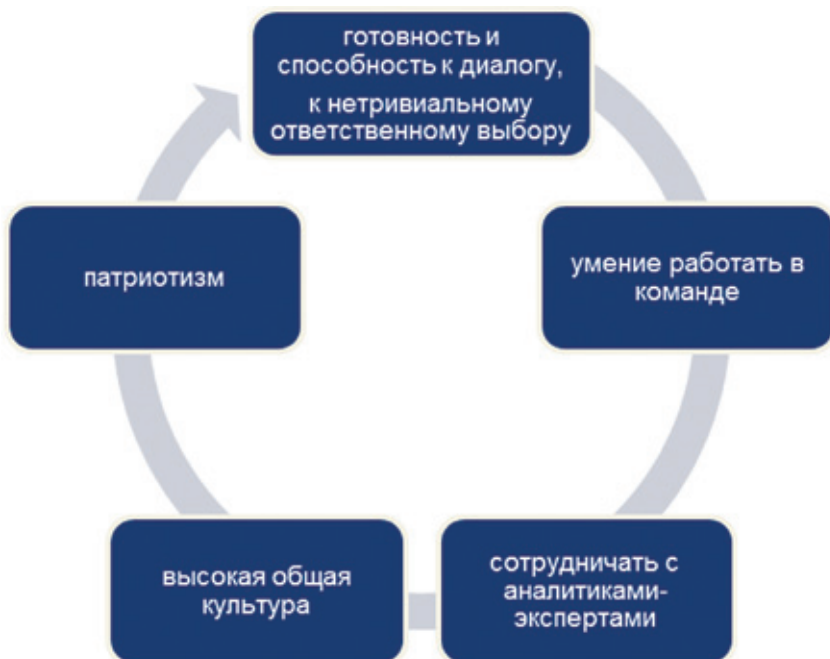 готовность и
способность к диалогу,
к нетривиальному
ответственному выбору
умение работать в
команде
сотрудничать с
аналитиками-
экспертами
высокая общая
культура
патриотизм